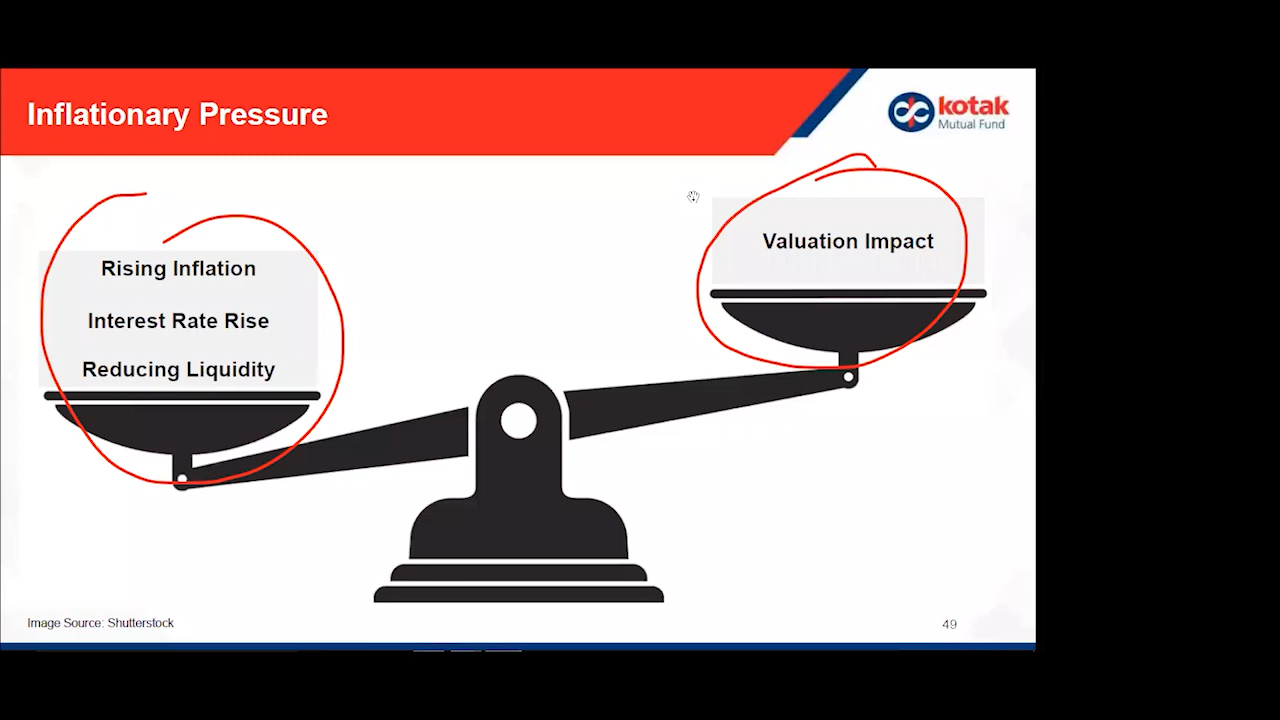 Inflationary Pressure
kotak
Mutual Fund
Valuation Impact
Rising Inflation
Interest Rate Rise
Reducing Liquidity
Image Source: Shutterstock
49